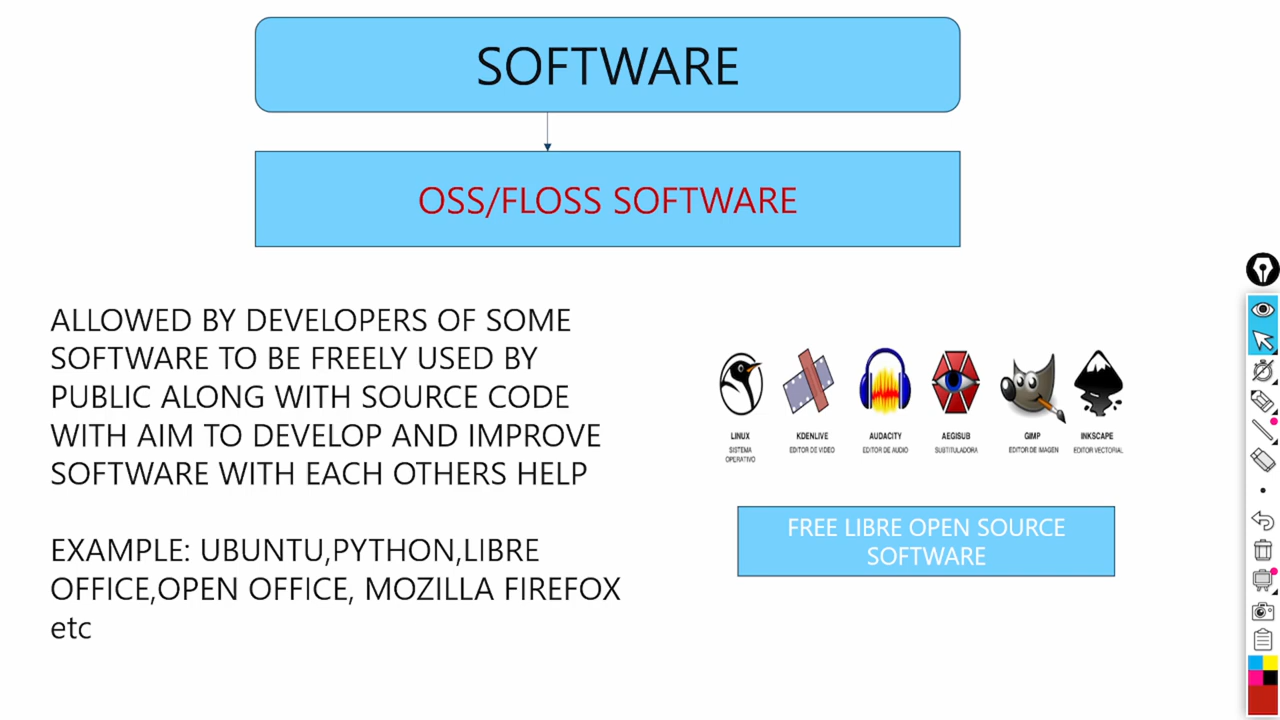 SOFTWARE
OSS/FLOSS SOFTWARE
ALLOWED BY DEVELOPERS OF SOME
SOFTWARE TO BE FREELY USED BY
PUBLIC ALONG WITH SOURCE CODE
WITH AIM TO DEVELOP AND IMPROVE
SOFTWARE WITH EACH OTHERS HELP
EXAMPLE: UBUNTU,PYTHON,LIBRE
OFFICE,OPEN OFFICE, MOZILLA FIREFOX
etc
LINUX
SISTEMA
OPERATIVO
KDENLIVE
EDITOR DE VIDEO
AUDACITY
EDITOR DE AUDIO
AEGISUB
SUBTITULADORA
GIMP
EDITOR DE IMAGEN
INKSCAPE
EDITOR VECTORIAL
FREE LIBRE OPEN SOURCE
SOFTWARE